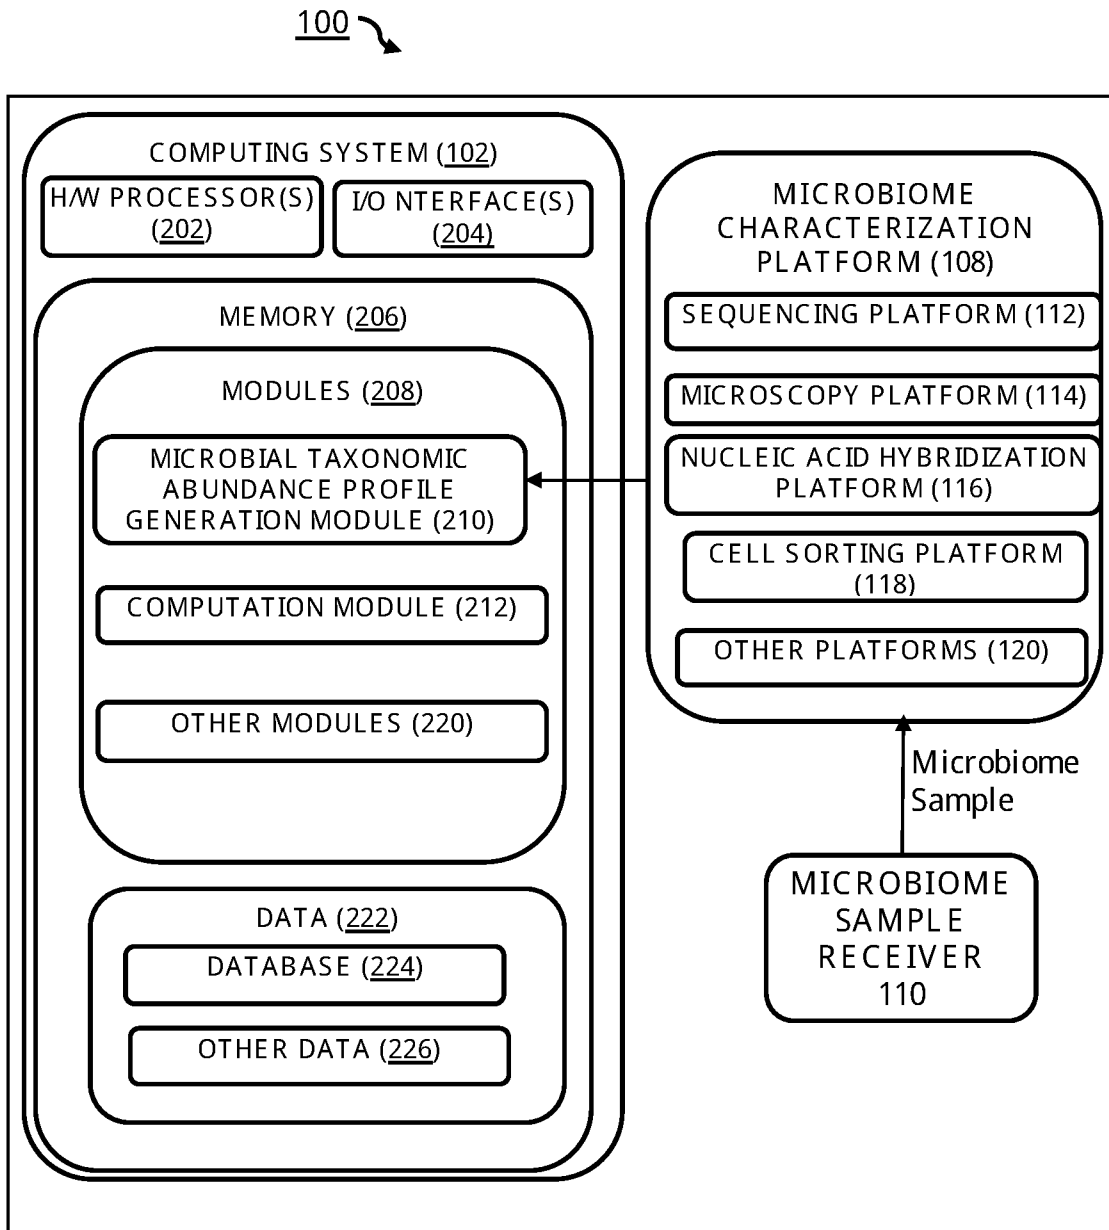 100
COMPUTING SYSTEM (102)
H/W PROCESSOR(S)
(202)
I/O NTERFACE(S)
(204)
MEMORY (206)
MODULES (208)
MICROBIAL TAXONOMIC
ABUNDANCE PROFILE
GENERATION MODULE (210)
COMPUTATION MODULE (212)
OTHER MODULES (220)
DATA (222)
DATABASE (224)
OTHER DATA (226)
MICROBIOME
CHARACTERIZATION
PLATFORM (108)
SEQUENCING PLATFORM (112)
MICROSCOPY PLATFORM (114)
NUCLEIC ACID HYBRIDIZATION
PLATFORM (116)
CELL SORTING PLATFORM
(118)
OTHER PLATFORMS (120)
Microbiome
Sample
MICROBIOME
SAMPLE
RECEIVER
110